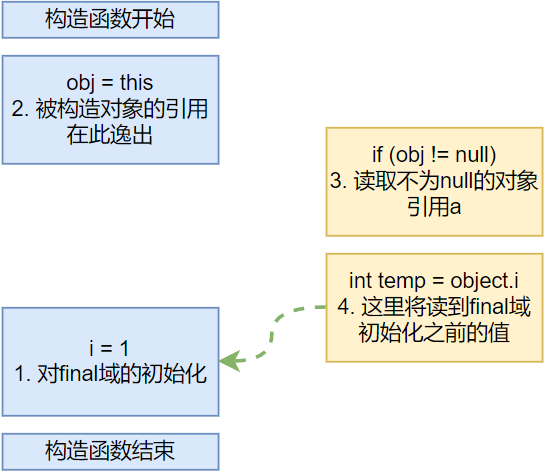 构造函数开始
obj = this
2. 被构造对象的引用
在此逸出
if (obj != null)
3. 读取不为null的对象
引用a
int temp = object.i
4. 这里将读到final域
初始化之前的值
i = 1
1. 对final域的初始化
构造函数结束